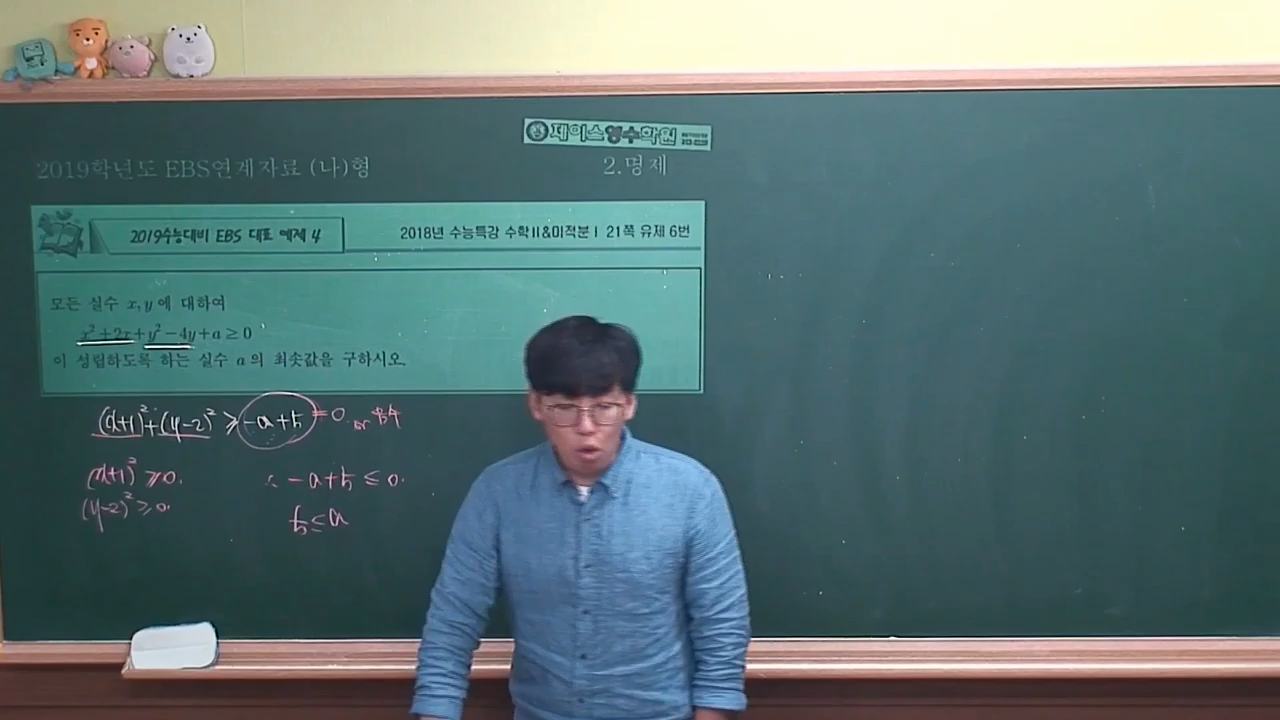 제이스영수학원
2019학년도 EBS연계자료 (나)형
2.명제
2019수능대비 EBS 대표 예제 4
2018년 수능특강 수학II&미적분 I 21쪽 유제 6번
모든 실수 x, y에 대하여
x²+2x+y²-4y+a≥0
이 성립하도록 하는 실수 a의 최솟값을 구하시오.
(x+1)²+(y-2)² ≥ -a+5 = 0. or 음수
(x+1)² ≥0.
∴ -a+5 ≤ 0.
(y-2)² ≥0.
5≤a